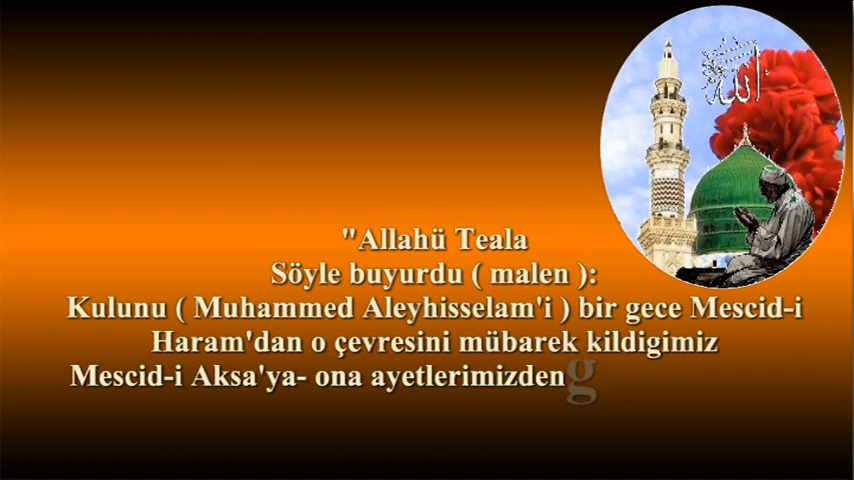 الله
"Allahü Teala
Söyle buyurdu ( malen ):
Kulunu ( Muhammed Aleyhisselam'i ) bir gece Mescid-i
Haram'dan o çevresini mübarek kildigimiz
Mescid-i Aksa'ya- ona ayetlerimizden g